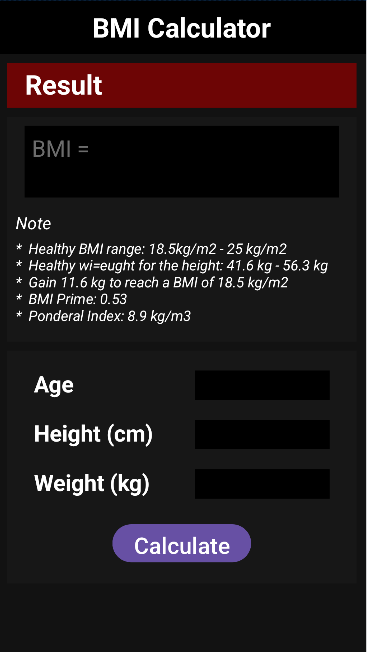 BMI Calculator
Result
BMI =
Note
* Healthy BMI range: 18.5kg/m2 - 25 kg/m2
* Healthy wi=eught for the height: 41.6 kg - 56.3 kg
* Gain 11.6 kg to reach a BMI of 18.5 kg/m2
* BMI Prime: 0.53
* Ponderal Index: 8.9 kg/m3
Age
Height (cm)
Weight (kg)
Calculate